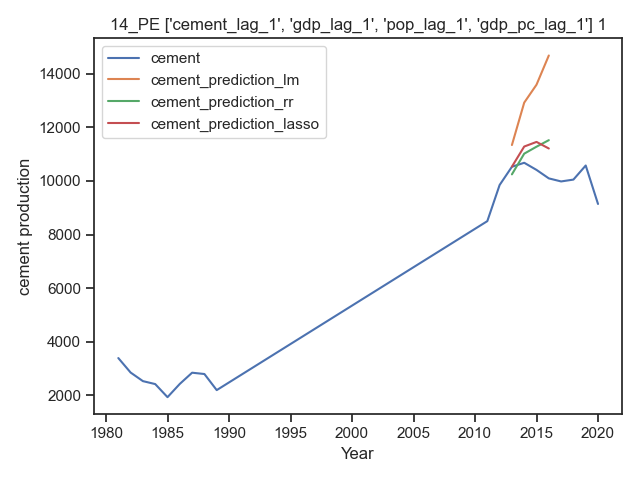 14_PE ['cement_lag_1', 'gdp_lag_1', 'pop_lag_1', 'gdp_pc_lag_1'] 1
cement
cement_prediction_lm
cement_prediction_rr
cement_prediction_lasso
cement production
14000
12000
10000
8000
6000
4000
2000
1980 1985 1990 1995 2000 2005 2010 2015 2020
Year